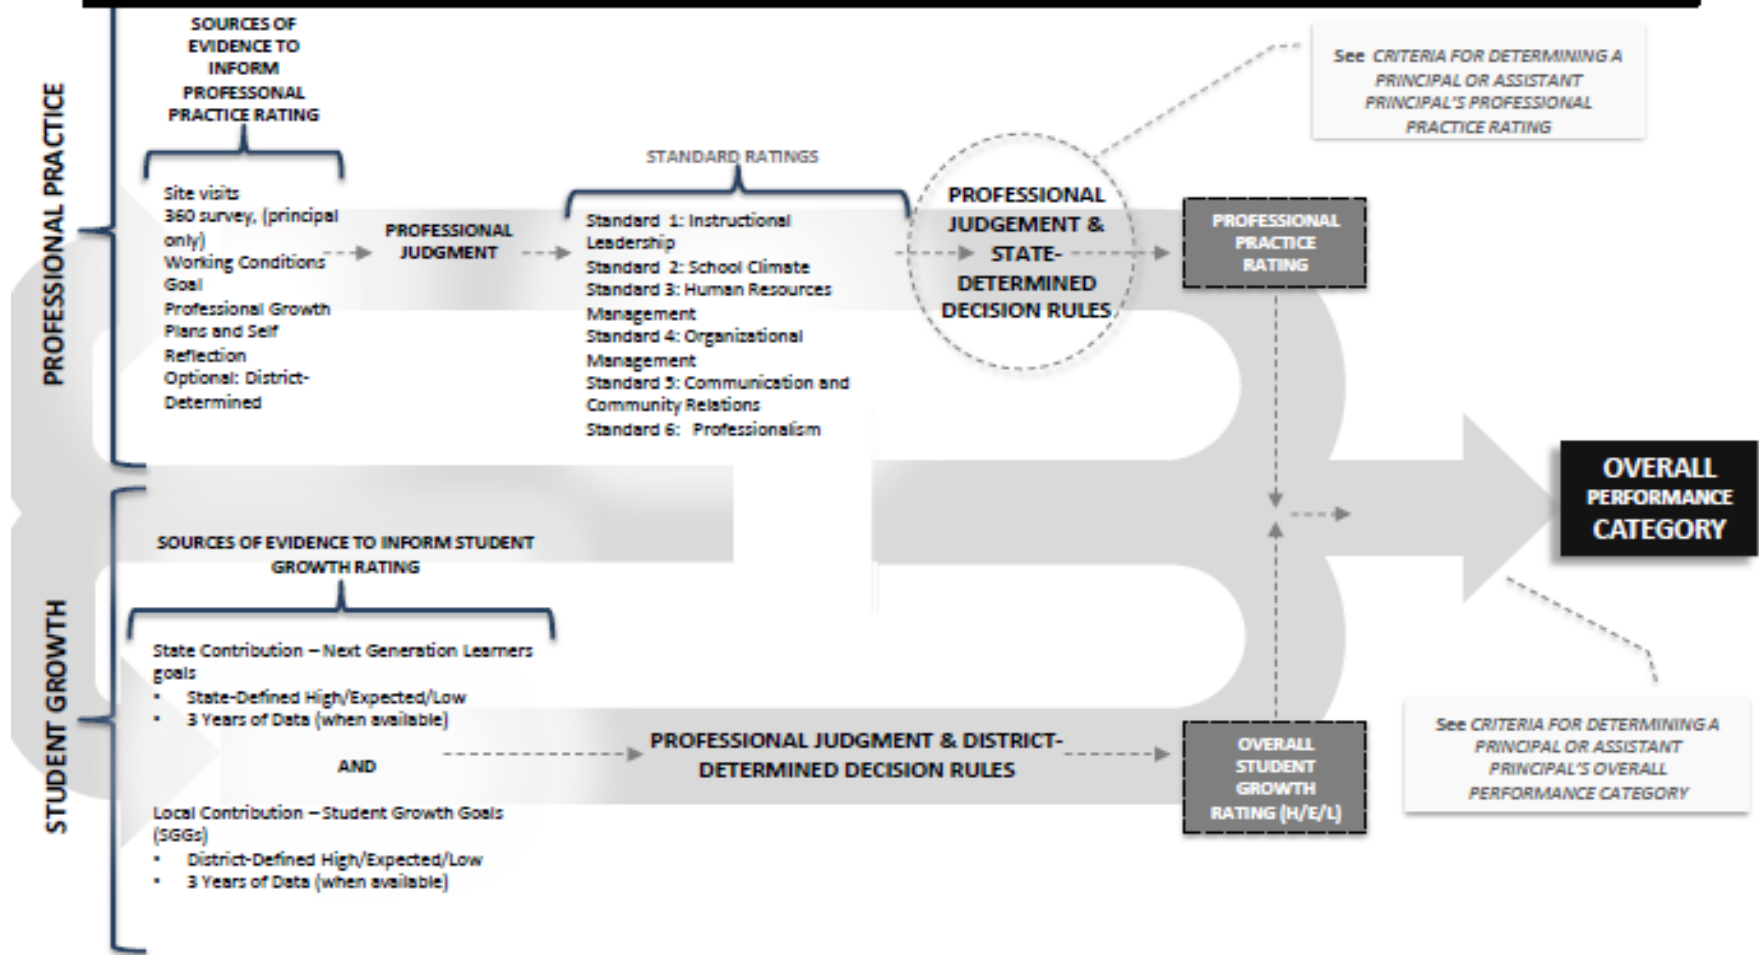 PROFESSIONAL PRACTICE
SOURCES OF
EVIDENCE TO
INFORM
PROFESSIONAL
PRACTICE RATING
Site visits
360 survey, (principal
only)
Working Conditions
Goal
Professional Growth
Plans and Self
Reflection
Optional: District-
Determined
PROFESSIONAL
JUDGMENT
STANDARD RATINGS
Standard 1: Instructional
Leadership
Standard 2: School Climate
Standard 3: Human Resources
Management
Standard 4: Organizational
Management
Standard 5: Communication and
Community Relations
Standard 6: Professionalism
PROFESSIONAL
JUDGEMENT &
STATE-
DETERMINED
DECISION RULES
PROFESSIONAL
PRACTICE
RATING
See CRITERIA FOR DETERMINING A
PRINCIPAL OR ASSISTANT
PRINCIPAL'S PROFESSIONAL
PRACTICE RATING
STUDENT GROWTH
SOURCES OF EVIDENCE TO INFORM STUDENT
GROWTH RATING
State Contribution – Next Generation Learners
goals
• State-Defined High/Expected/Low
• 3 Years of Data (when available)
AND
Local Contribution – Student Growth Goals
(SGGs)
• District-Defined High/Expected/Low
• 3 Years of Data (when available)
PROFESSIONAL JUDGMENT & DISTRICT-
DETERMINED DECISION RULES
OVERALL
STUDENT
GROWTH
RATING (H/E/L)
OVERALL
PERFORMANCE
CATEGORY
See CRITERIA FOR DETERMINING A
PRINCIPAL OR ASSISTANT
PRINCIPAL'S OVERALL
PERFORMANCE CATEGORY